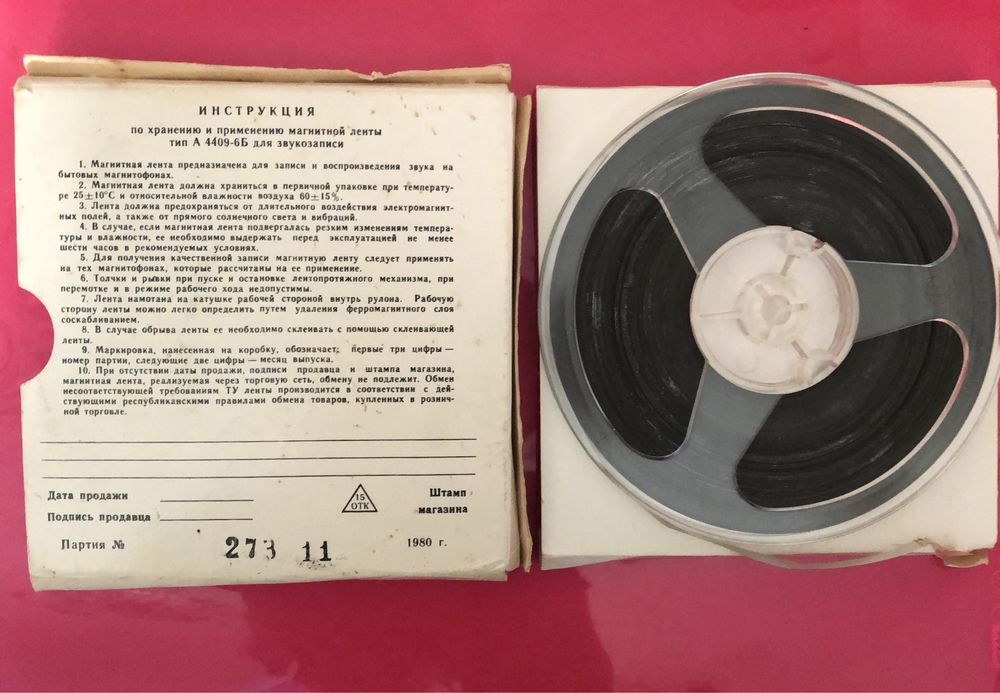 ИНСТРУКЦИЯ
по хранению и применению магнитной ленты
тип А 4409-6Б для звукозаписи
1. Магнитная лента предназначена для записи и воспроизведения звука на
бытовых магнитофонах.
2. Магнитная лента должна храниться в первичной упаковке при температу-
ре 25±10°С и относительной влажности воздуха 60±15%.
3. Лента должна предохраняться от длительного воздействия электромагнит-
ных полей, а также от прямого солнечного света и вибраций.
4. В случае, если магнитная лента подвергалась резким изменениям темпера-
туры и влажности, ее необходимо выдержать перед эксплуатацией не менее
шести часов в рекомендуемых условиях.
5. Для получения качественной записи магнитную ленту следует применять
на тех магнитофонах, которые рассчитаны на ее применение.
6. Толчки и рывки при пуске и остановке лентопротяжного механизма, при
перемотке и в режиме рабочего хода недопустимы.
7. Лента намотана на катушке рабочей стороной внутрь рулона. Рабочую
сторону ленты можно легко определить путем удаления ферромагнитного слоя
соскабливанием.
8. В случае обрыва ленты ее необходимо склеивать с помощью склеивающей
ленты.
9. Маркировка, нанесенная на коробку, обозначает: первые три цифры —
номер партии, следующие две цифры — месяц выпуска.
10. При отсутствии даты продажи, подписи продавца и штампа магазина,
магнитная лента, реализуемая через торговую сеть, обмену не подлежит. Обмен
несоответствующей требованиям ТУ ленты производится в соответствии с дей-
ствующими республиканскими правилами обмена товаров, купленных в рознич-
ной торговле.
Дата продажи
15
ОТК
Штамп
магазина
Подпись продавца
Партия № 273 11 1980 г.